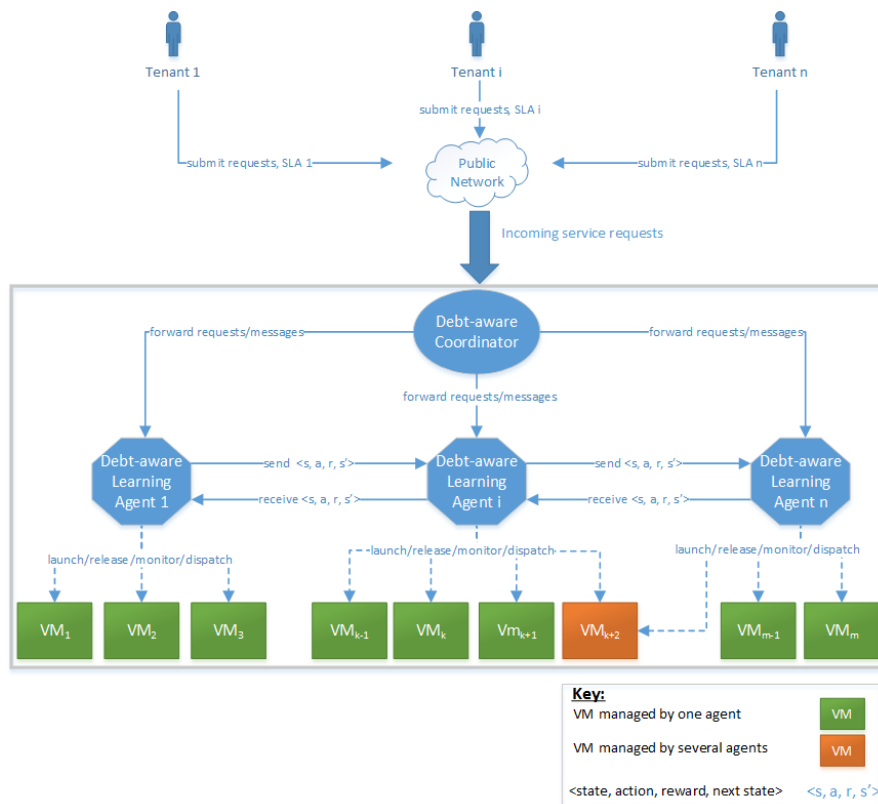 Tenant 1
Tenant i
Tenant n
submit requests, SLA i
submit requests, SLA 1
Public
Network
submit requests, SLA n
Incoming service requests
Debt-aware
Coordinator
forward requests/messages
forward requests/messages
forward requests/messages
Debt-aware
Learning
Agent 1
send <s, a, r, s’>
receive <s, a, r, s’>
Debt-aware
Learning
Agent i
send <s, a, r, s’>
receive <s, a, r, s’>
Debt-aware
Learning
Agent n
launch/release/monitor/dispatch
launch/release/monitor/dispatch
launch/release/monitor/dispatch
VM1
VM2
VM3
VMk-1
VMk
Vmk+1
VMk+2
VMm-1
VMm
Key:
VM managed by one agent
VM
VM managed by several agents
VM
<state, action, reward, next state>
<s, a, r, s’>